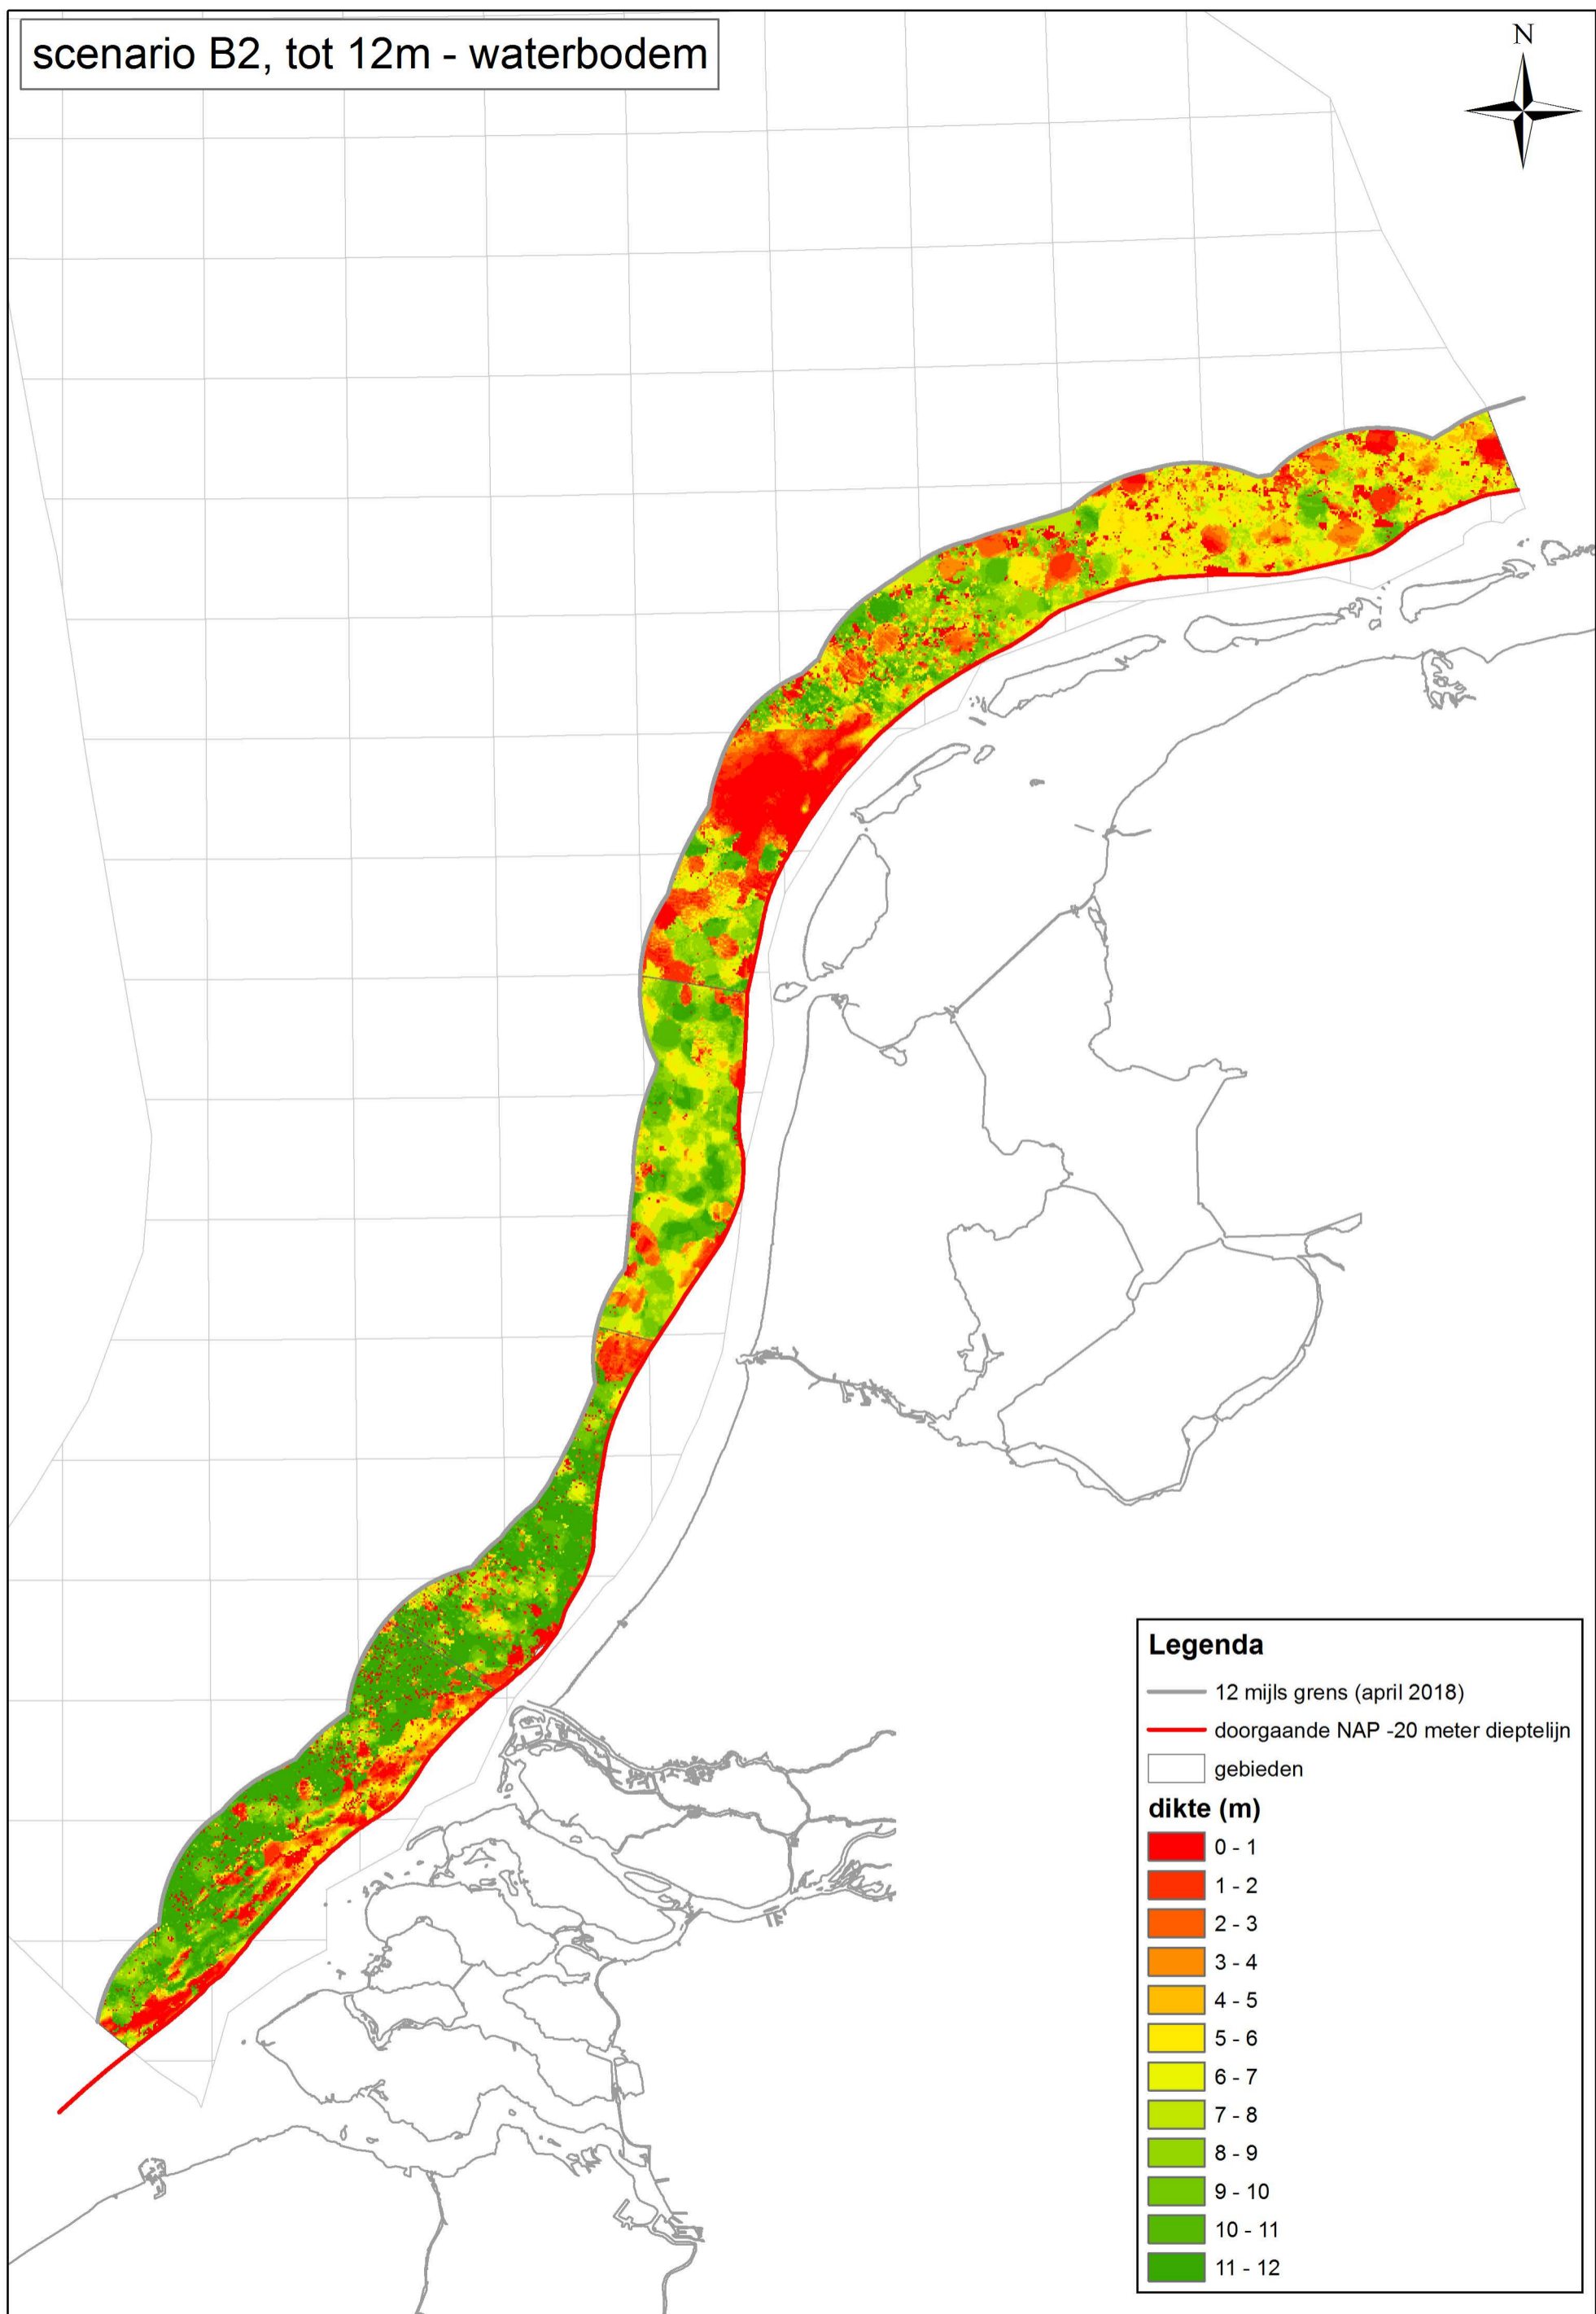 scenario B2, tot 12m - waterbodem
N
Legenda
12 mijls grens (april 2018)
doorgaande NAP -20 meter dieptelijn
gebieden
dikte (m)
0 - 1
1 - 2
2 - 3
3 - 4
4 - 5
5 - 6
6 - 7
7 - 8
8 - 9
9 - 10
10 - 11
11 - 12